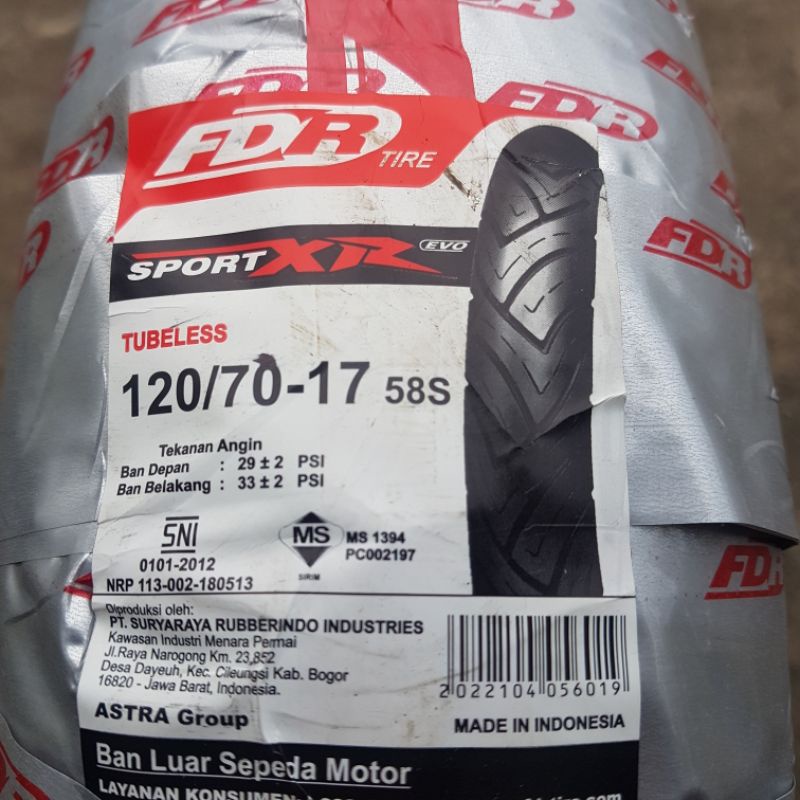 FDR
FDR
FDR TIRE
FDR
SPORT XR EVO
TUBELESS
120/70-17 58S
Tekanan Angin
Ban Depan : 29 ± 2 PSI
Ban Belakang : 33 ± 2 PSI
SNI
0101-2012
NRP 113-002-180513
MS
SIRIM
MS 1394
PC002197
FDR
Diproduksi oleh:
PT. SURYARAYA RUBBERINDO INDUSTRIES
Kawasan Industri Menara Permai
Jl.Raya Narogong Km. 23,852
Desa Dayeuh, Kec. Cileungsi Kab. Bogor
16820 - Jawa Barat, Indonesia.
2022104056019
ASTRA Group
MADE IN INDONESIA
Ban Luar Sepeda Motor
LAYANAN KONSUMEN